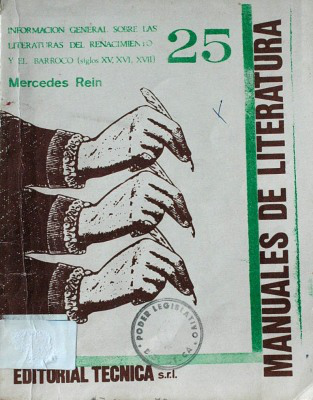 INFORMACION GENERAL SOBRE LAS
LITERATURAS DEL RENACIMIENTO
Y EL BARROCO (siglos XV, XVI, XVII)
25
Mercedes Rein
MANUALES DE LITERATURA
PODER LEGISLATIVO
EDITORIAL TECNICA s.r.l.